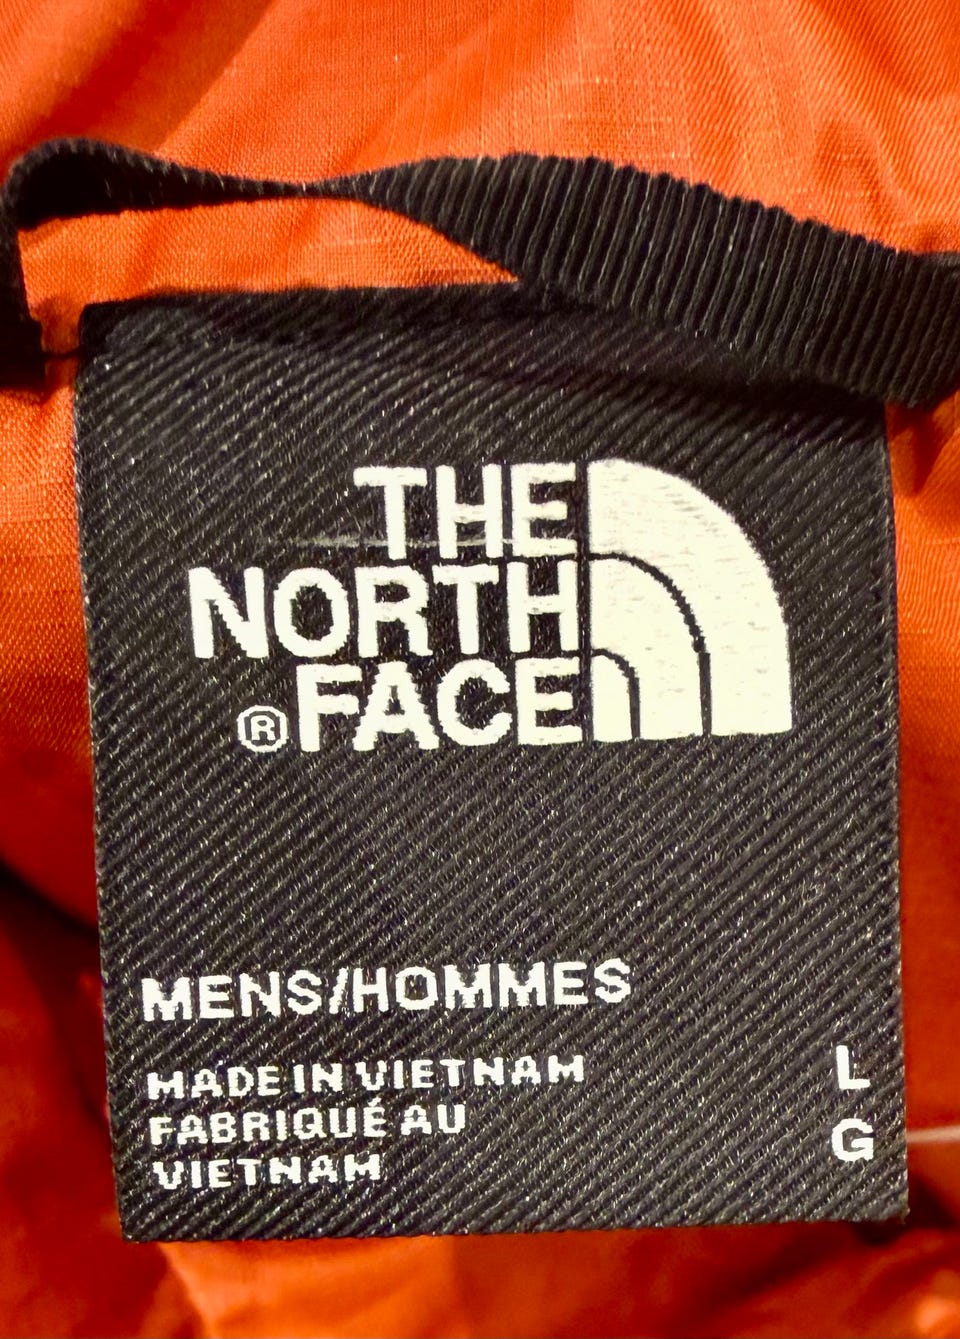 THE
NORTH
® FACE
MENS/HOMMES
MADE IN VIETNAM
FABRIQUÉ AU
VIETNAM
L
G